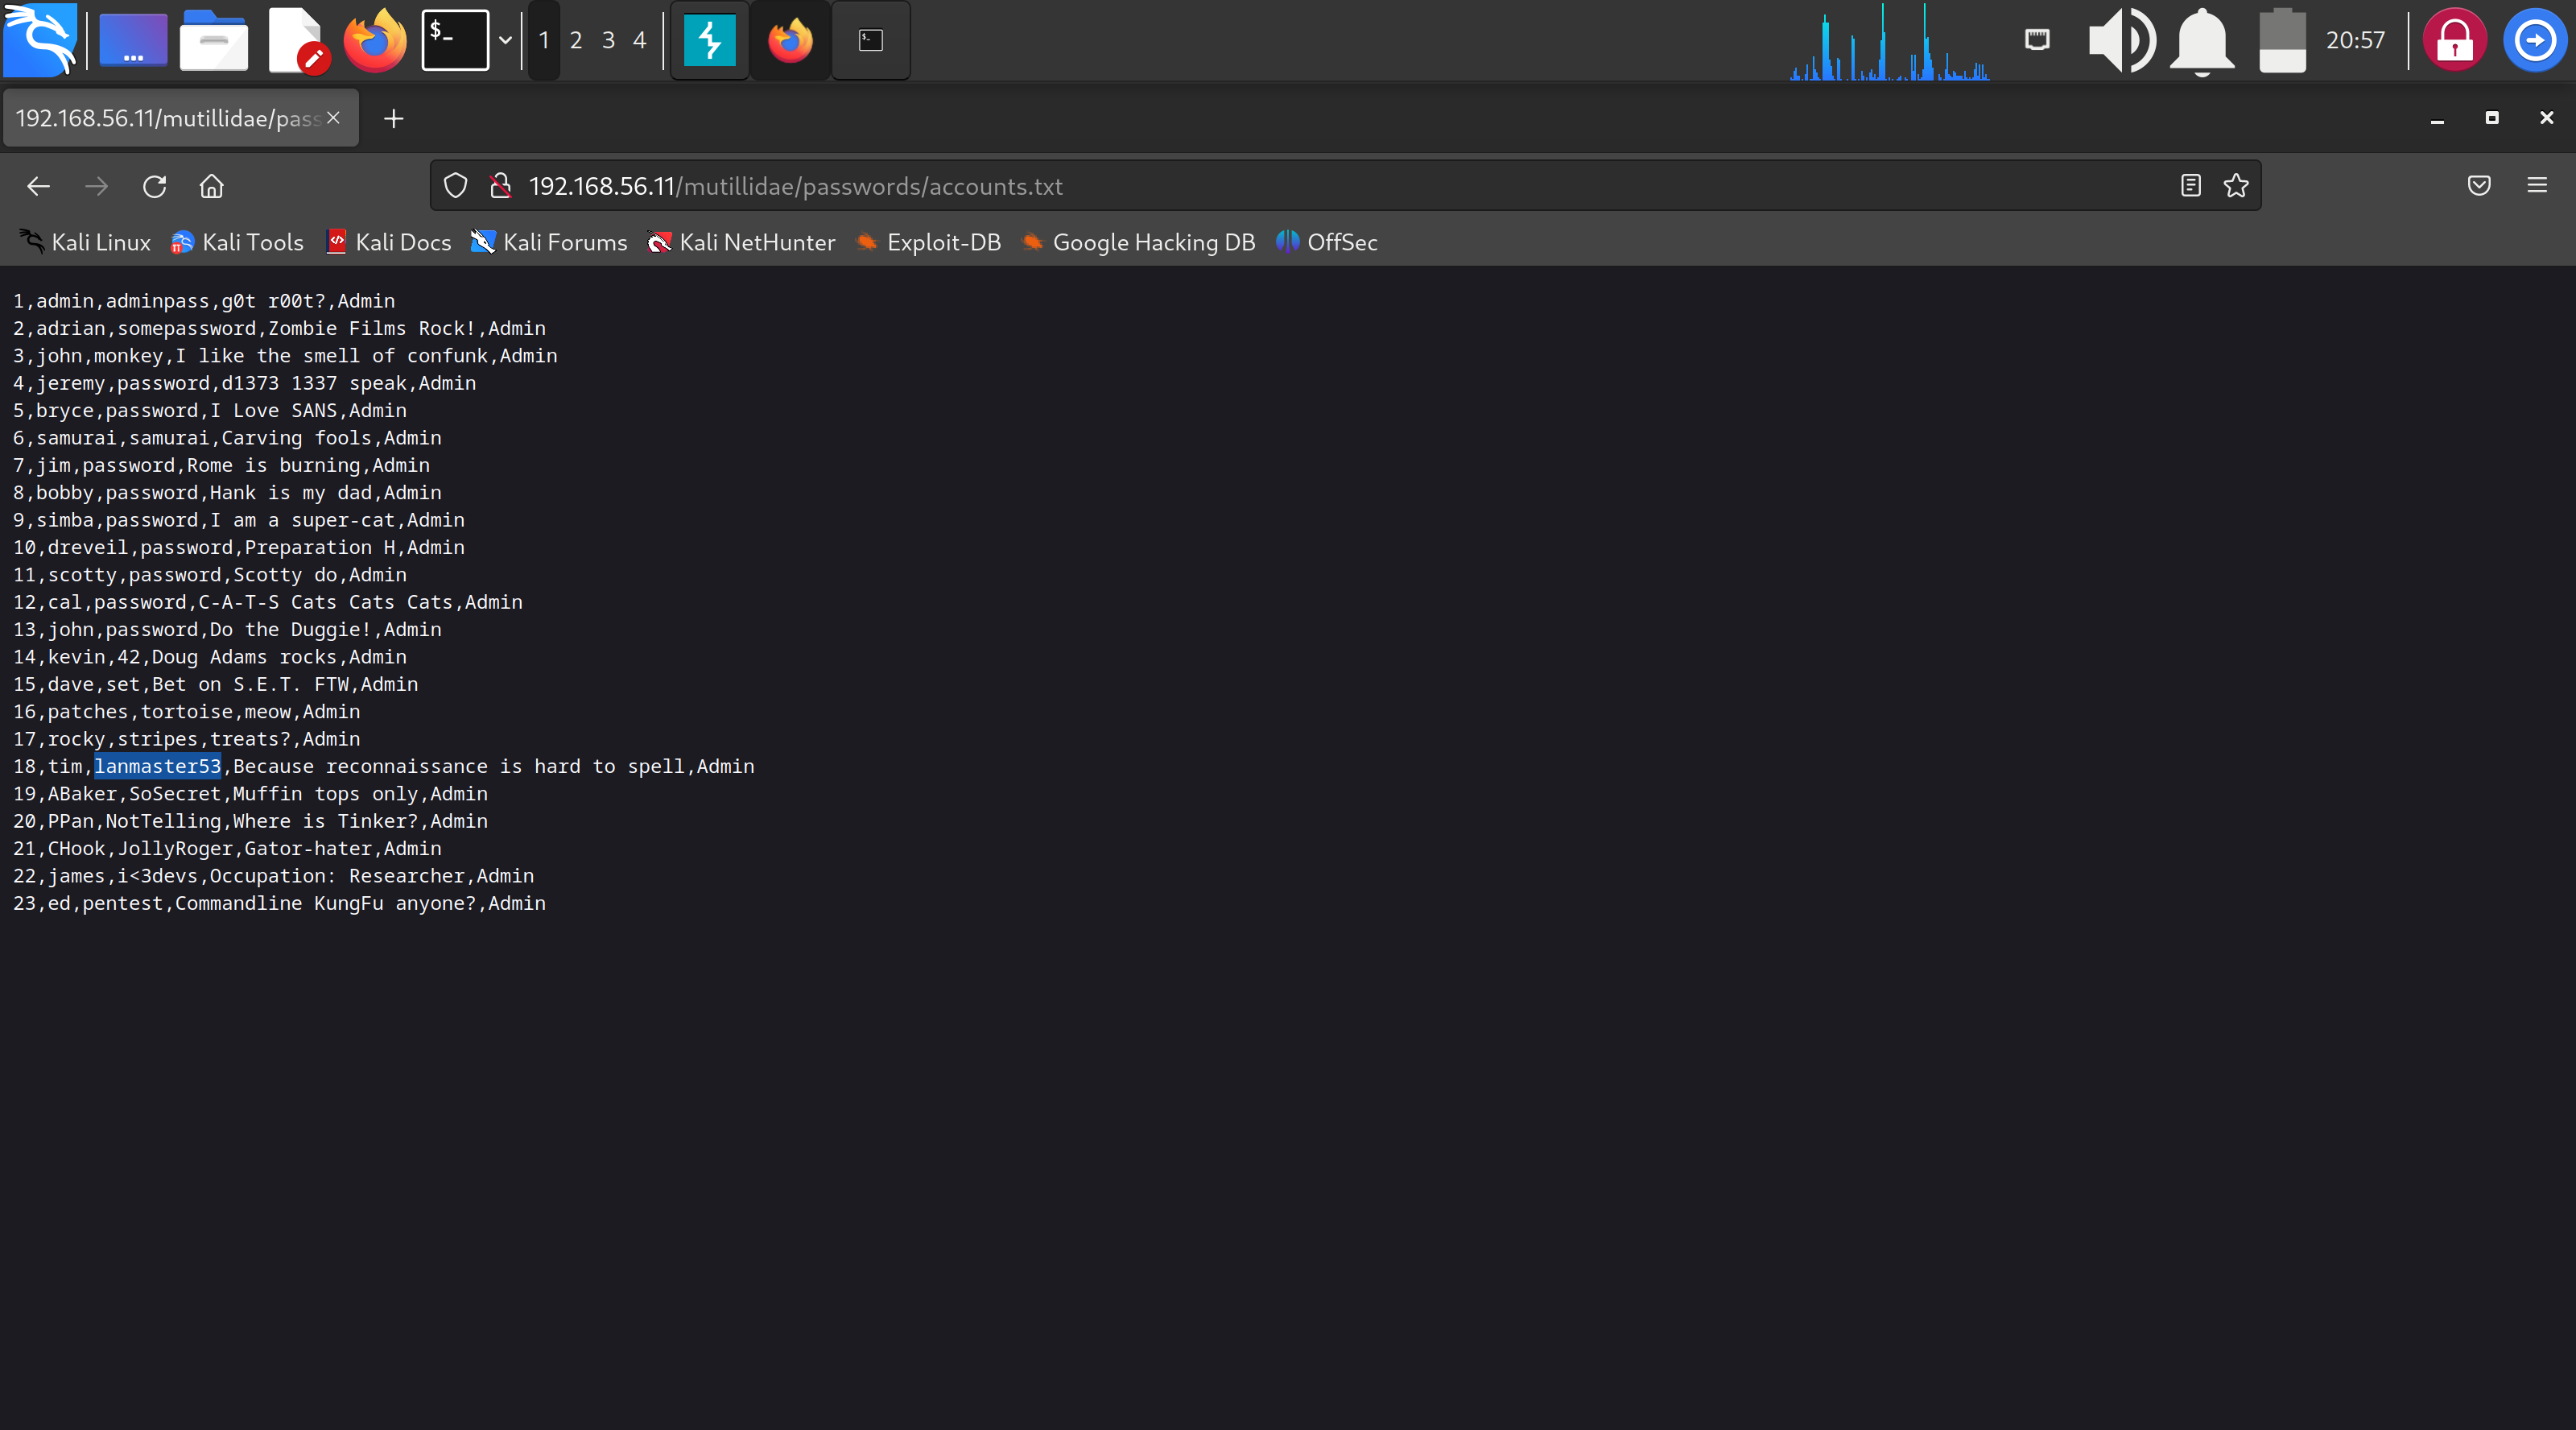 $_
1 2 3 4
$_
20:57
192.168.56.11/mutillidae/pass
192.168.56.11/mutillidae/passwords/accounts.txt
Kali Linux Kali Tools Kali Docs Kali Forums Kali NetHunter Exploit-DB Google Hacking DB OffSec
1,admin,adminpass,g0t r00t?,Admin
2,adrian,somepassword,Zombie Films Rock!,Admin
3,john,monkey,I like the smell of confunk,Admin
4,jeremy,password,d1373 1337 speak,Admin
5,bryce,password,I Love SANS,Admin
6,samurai,samurai,Carving fools,Admin
7,jim,password,Rome is burning,Admin
8,bobby,password,Hank is my dad,Admin
9,simba,password,I am a super-cat,Admin
10,dreveil,password,Preparation H,Admin
11,scotty,password,Scotty do,Admin
12,cal,password,C-A-T-S Cats Cats Cats,Admin
13,john,password,Do the Duggie!,Admin
14,kevin,42,Doug Adams rocks,Admin
15,dave,set,Bet on S.E.T. FTW,Admin
16,patches,tortoise,meow,Admin
17,rocky,stripes,treats?,Admin
18,tim,lanmaster53,Because reconnaissance is hard to spell,Admin
19,ABaker,SoSecret,Muffin tops only,Admin
20,PPan,NotTelling,Where is Tinker?,Admin
21,CHook,JollyRoger,Gator-hater,Admin
22,james,i<3devs,Occupation: Researcher,Admin
23,ed,pentest,Commandline KungFu anyone?,Admin